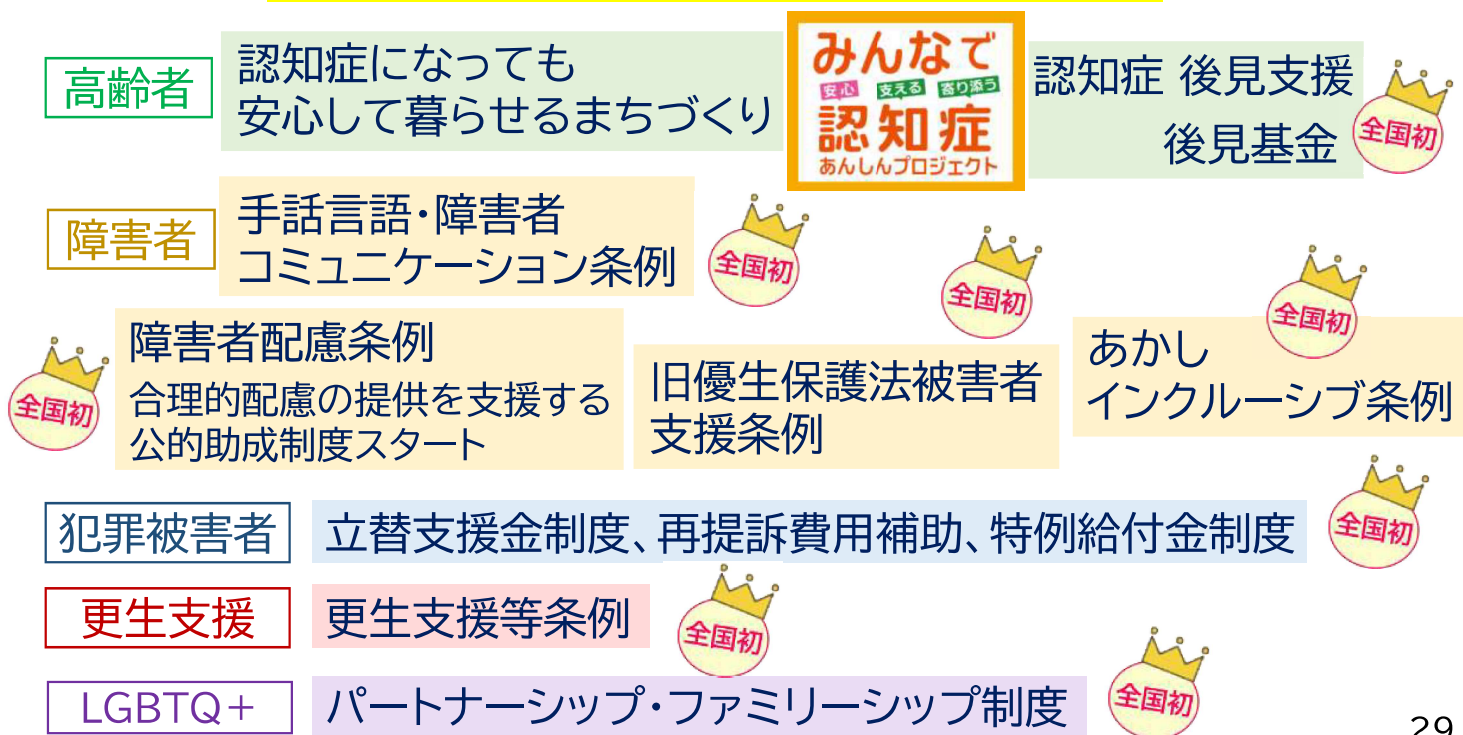 高齢者
認知症になっても
安心して暮らせるまちづくり
みんなで
安心 支える 寄り添う
認知症
あんしんプロジェクト
認知症 後見支援
後見基金
全国初
障害者
手話言語・障害者
コミュニケーション条例
全国初
全国初
障害者配慮条例
合理的配慮の提供を支援する
公的助成制度スタート
旧優生保護法被害者
支援条例
全国初
あかし
インクルーシブ条例
全国初
犯罪被害者
立替支援金制度、再提訴費用補助、特例給付金制度
全国初
更生支援
更生支援等条例
全国初
LGBTQ+
パートナーシップ・ファミリーシップ制度
全国初
29